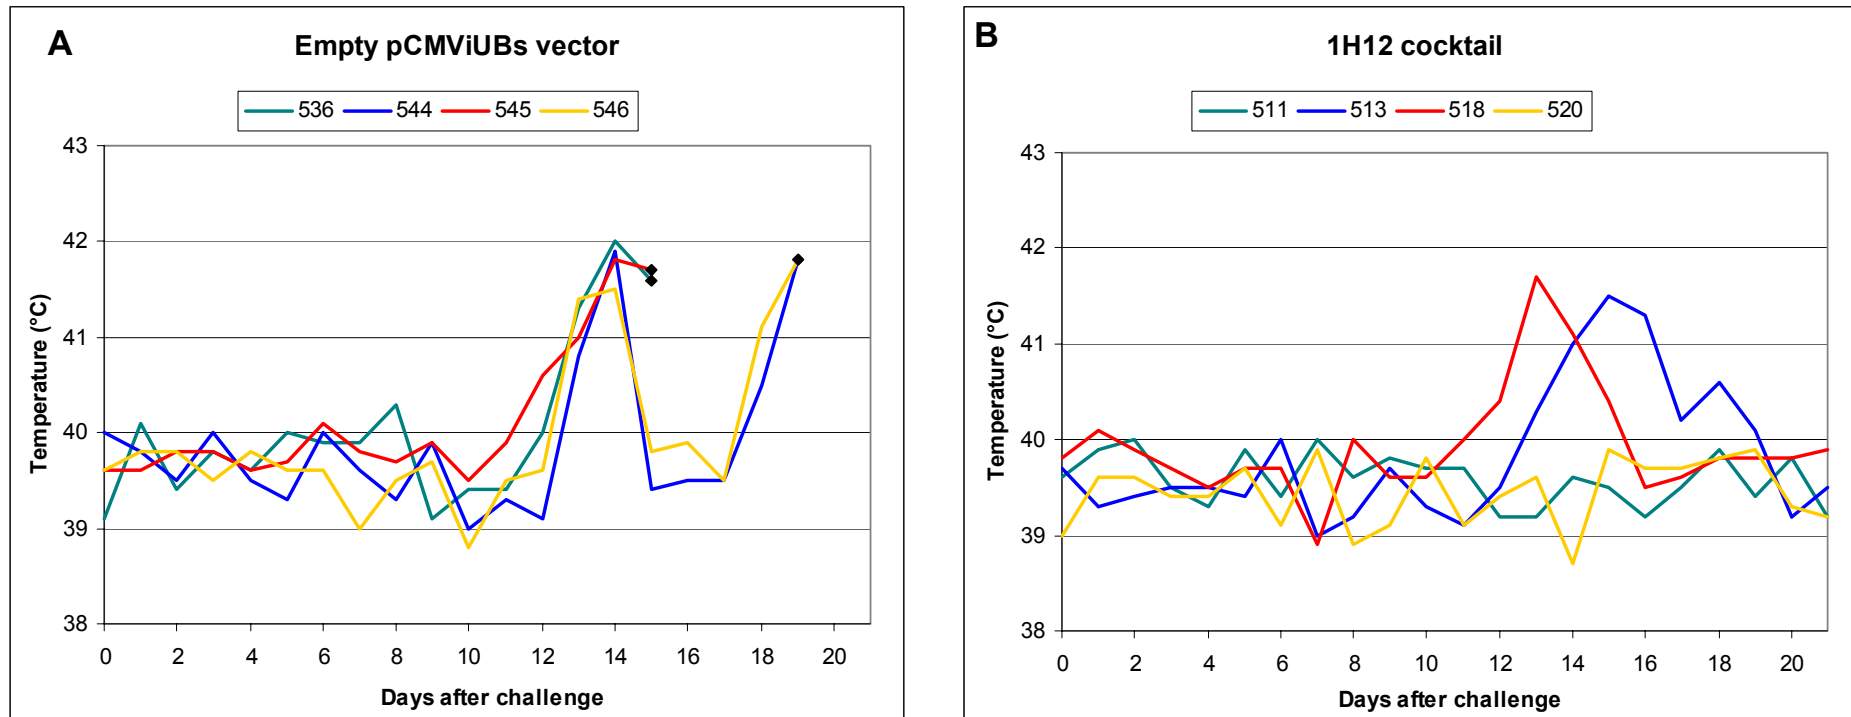 A
Empty pCMViUBs vector
536 544 545 546
43
42
41
40
39
38
Temperature (°C)
0 2 4 6 8 10 12 14 16 18 20
Days after challenge
B
1H12 cocktail
511 513 518 520
43
42
41
40
39
38
Temperature (°C)
0 2 4 6 8 10 12 14 16 18 20
Days after challenge